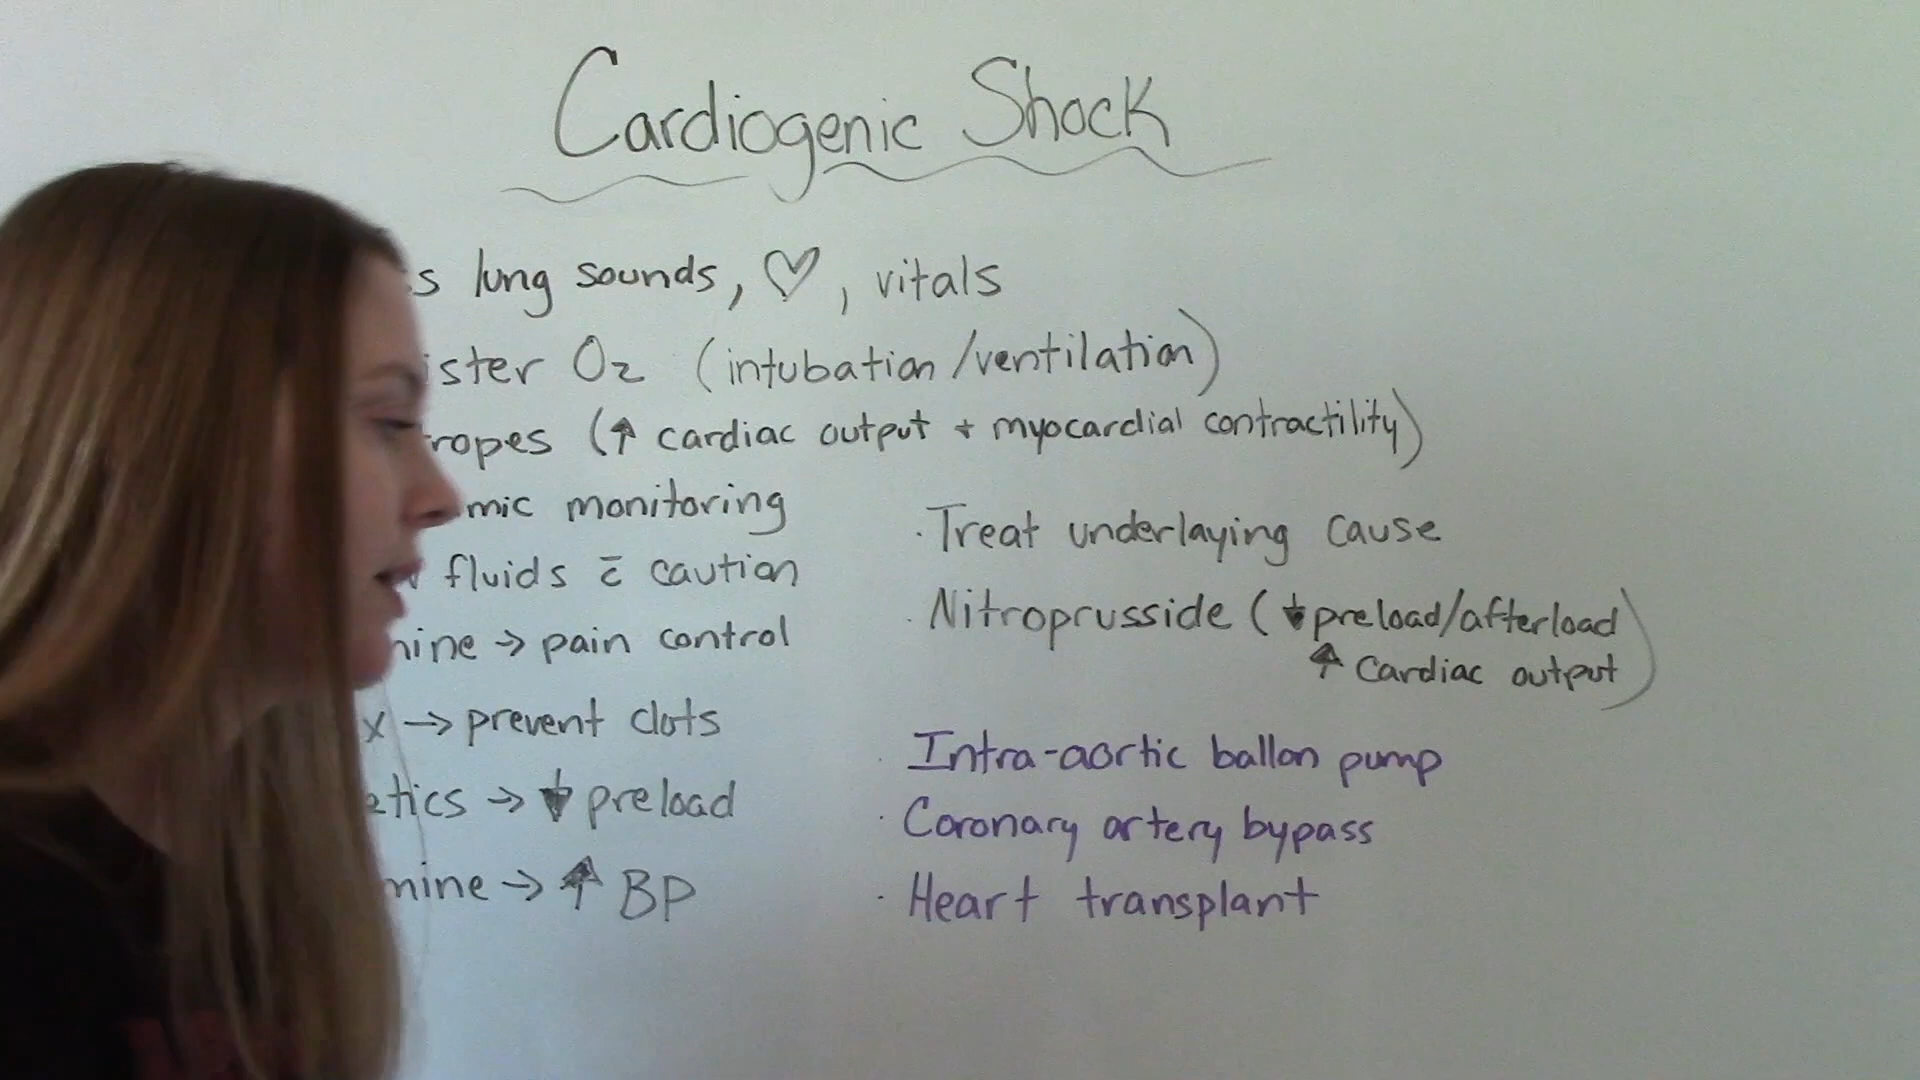 Cardiogenic Shock
s lung sounds, ♡, vitals
ister O₂ (intubation/ventilation)
ropes (↑ cardiac output + myocardial contractility)
mic monitoring
fluids c̄ caution
hine → pain control
x → prevent clots
etics → ↓ preload
mine → ↑ BP
· Treat underlaying cause
· Nitroprusside (↓ preload/afterload
↑ cardiac output)
· Intra-aortic ballon pump
· Coronary artery bypass
· Heart transplant